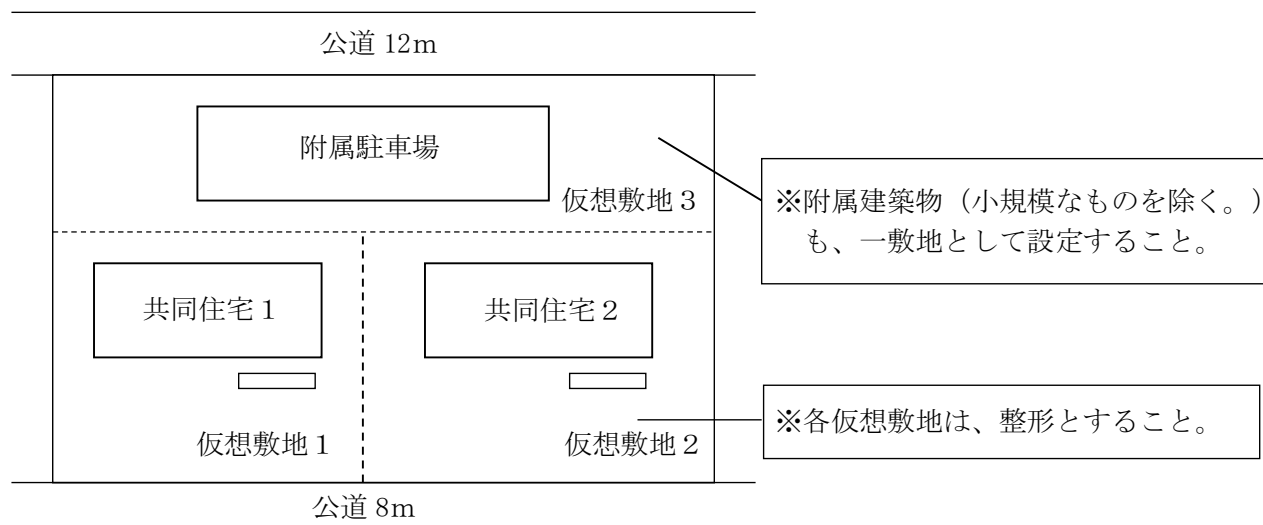 公道 12m
附属駐車場
仮想敷地３
※附属建築物（小規模なものを除く。）
も、一敷地として設定すること。
共同住宅１
共同住宅２
※各仮想敷地は、整形とすること。
仮想敷地１
仮想敷地２
公道 8m